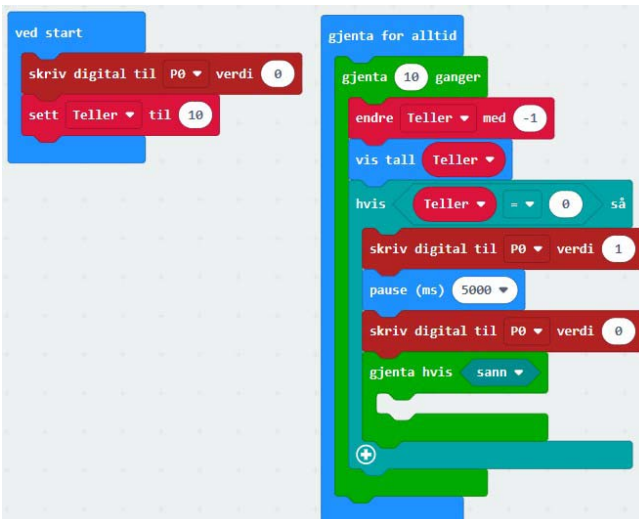 ved start
skriv digital til P0 verdi 0
sett Teller til 10
gjenta for alltid
gjenta 10 ganger
endre Teller med -1
vis tall Teller
hvis Teller = 0 så
skriv digital til P0 verdi 1
pause (ms) 5000
skriv digital til P0 verdi 0
gjenta hvis sann